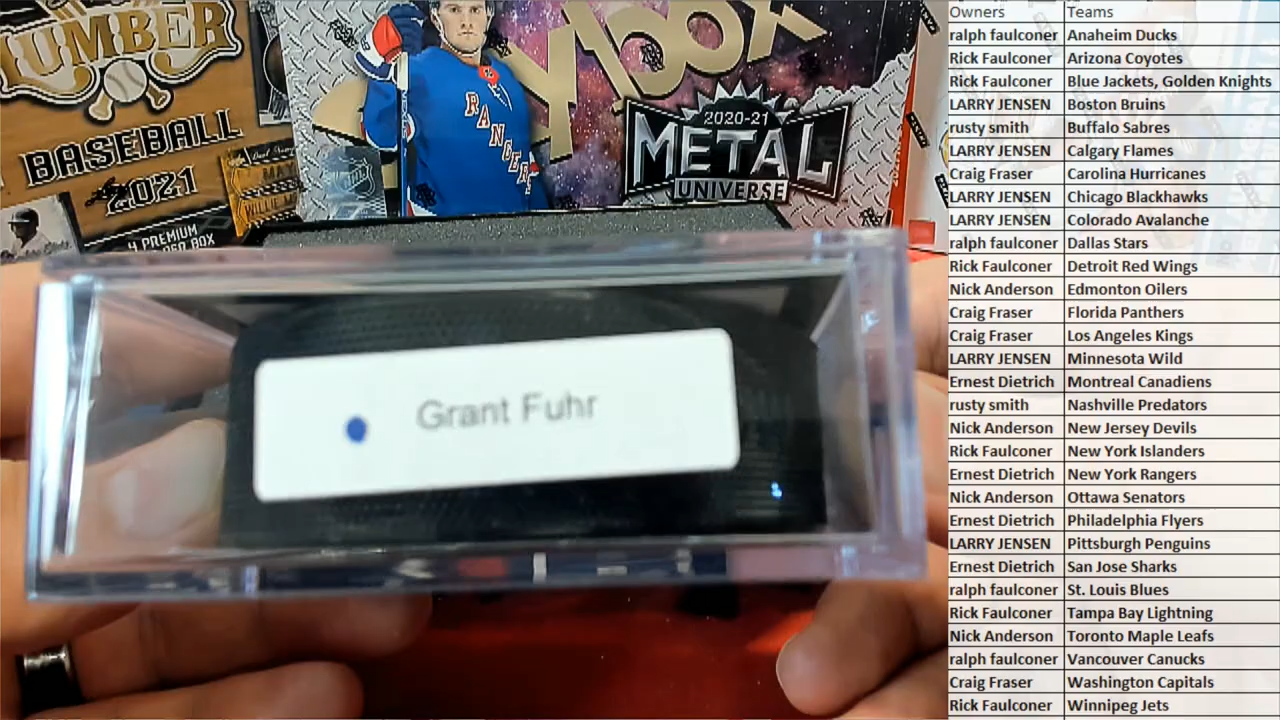 LUMBER
BASEBALL
2021
4 PREMIUM
RANGERS
2020-21
METAL
UNIVERSE
Grant Fuhr
Owners Teams
ralph faulconer Anaheim Ducks
Rick Faulconer Arizona Coyotes
Rick Faulconer Blue Jackets, Golden Knights
LARRY JENSEN Boston Bruins
rusty smith Buffalo Sabres
LARRY JENSEN Calgary Flames
Craig Fraser Carolina Hurricanes
LARRY JENSEN Chicago Blackhawks
LARRY JENSEN Colorado Avalanche
ralph faulconer Dallas Stars
Rick Faulconer Detroit Red Wings
Nick Anderson Edmonton Oilers
Craig Fraser Florida Panthers
Craig Fraser Los Angeles Kings
LARRY JENSEN Minnesota Wild
Ernest Dietrich Montreal Canadiens
rusty smith Nashville Predators
Nick Anderson New Jersey Devils
Rick Faulconer New York Islanders
Ernest Dietrich New York Rangers
Nick Anderson Ottawa Senators
Ernest Dietrich Philadelphia Flyers
LARRY JENSEN Pittsburgh Penguins
Ernest Dietrich San Jose Sharks
ralph faulconer St. Louis Blues
Rick Faulconer Tampa Bay Lightning
Nick Anderson Toronto Maple Leafs
ralph faulconer Vancouver Canucks
Craig Fraser Washington Capitals
Rick Faulconer Winnipeg Jets